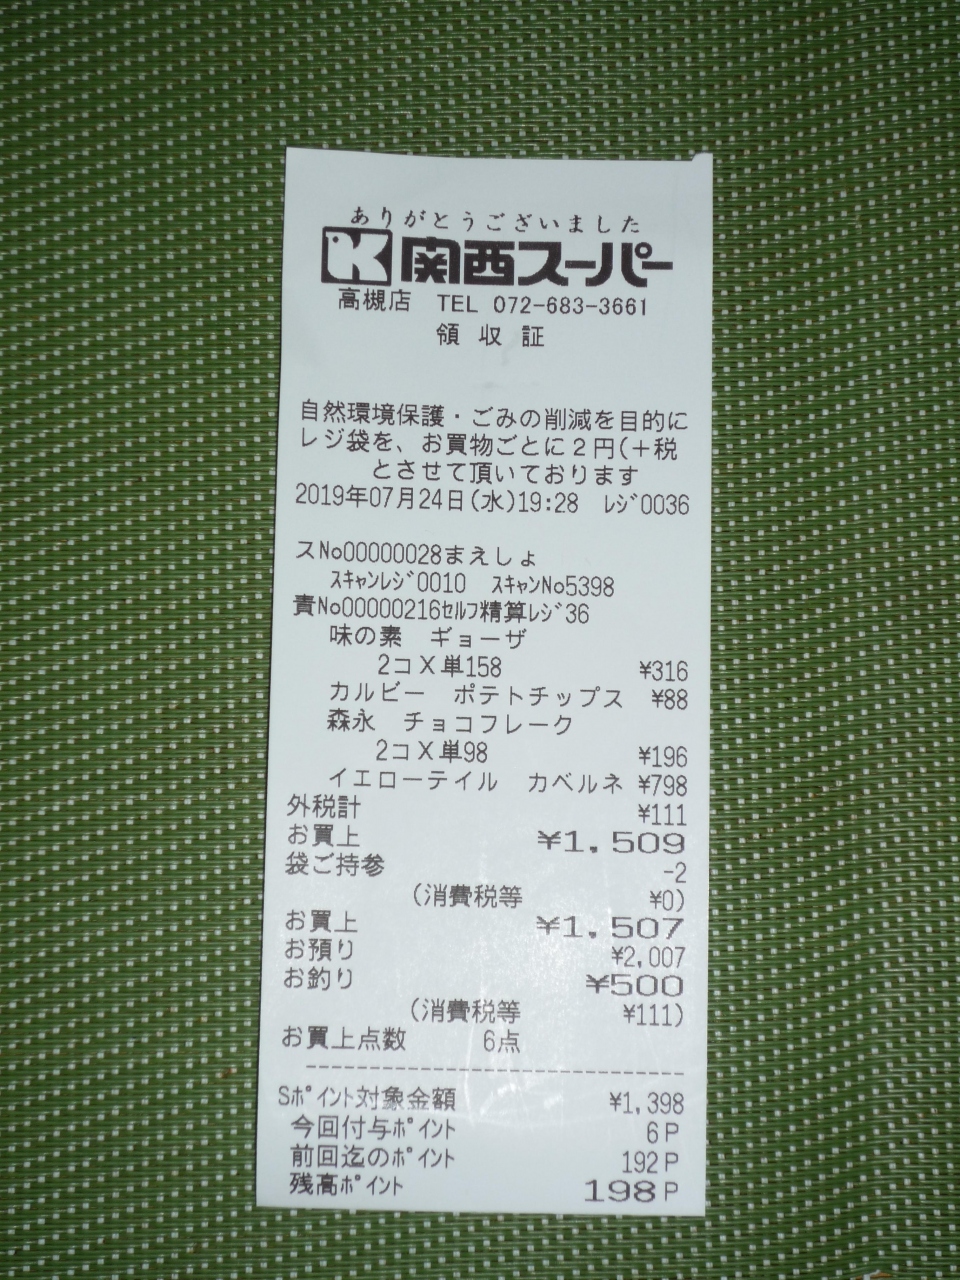 ありがとうございました
K 関西スーパー
高槻店 TEL 072-683-3661
領収証
自然環境保護・ごみの削減を目的に
レジ袋を、お買物ごとに2円(+税
とさせて頂いております
2019年07月24日(水)19:28 ﾚｼﾞ0036
スNo00000028まえしょ
ｽｷｬﾝﾚｼﾞ0010 ｽｷｬﾝNo5398
責No00000216ｾﾙﾌ精算ﾚｼﾞ36
味の素 ギョーザ
2コX単158 ¥316
カルビー ポテトチップス ¥88
森永 チョコフレーク
2コX単98 ¥196
イエローテイル カベルネ ¥798
外税計 ¥111
お買上 ¥1,509
袋ご持参 -2
(消費税等 ¥0)
お買上 ¥1,507
お預り ¥2,007
お釣り ¥500
(消費税等 ¥111)
お買上点数 6点
Sﾎﾟｲﾝﾄ対象金額 ¥1,398
今回付与ﾎﾟｲﾝﾄ 6P
前回迄のﾎﾟｲﾝﾄ 192P
残高ﾎﾟｲﾝﾄ 198P